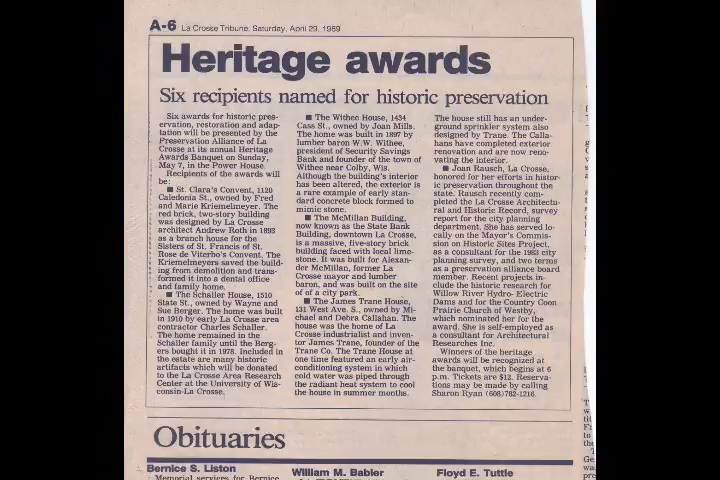 A-6 La Crosse Tribune, Saturday, April 29, 1989
Heritage awards
Six recipients named for historic preservation
Six awards for historic pres-
ervation, restoration and adap-
tation will be presented by the
Preservation Alliance of La
Crosse at its annual Heritage
Awards Banquet on Sunday,
May 7, in the Power House.
Recipients of the awards will
be:
■ St. Clara's Convent, 1120
Caledonia St., owned by Fred
and Marie Kriemelmeyer. The
red brick, two-story building
was designed by La Crosse
architect Andrew Roth in 1893
as a branch house for the
Sisters of St. Francis of St.
Rose de Viterbo's Convent. The
Kriemelmeyers saved the build-
ing from demolition and trans-
formed it into a dental office
and family home.
■ The Schaller House, 1510
State St., owned by Wayne and
Sue Berger. The home was built
in 1910 by early La Crosse area
contractor Charles Schaller.
The home remained in the
Schaller family until the Berg-
ers bought it in 1978. Included in
the estate are many historic
artifacts which will be donated
to the La Crosse Area Research
Center at the University of Wis-
consin-La Crosse.
■ The Withee House, 1434
Cass St., owned by Joan Mills.
The home was built in 1897 by
lumber baron W.W. Withee,
president of Security Savings
Bank and founder of the town of
Withee near Colby, Wis.
Although the building's interior
has been altered, the exterior is
a rare example of early stan-
dard concrete block formed to
mimic stone.
■ The McMillan Building,
now known as the State Bank
Building, downtown La Crosse,
is a massive, five-story brick
building faced with local lime-
stone. It was built for Alexan-
der McMillan, former La
Crosse mayor and lumber
baron, and was built on the site
of of a city park.
■ The James Trane House,
131 West Ave. S., owned by Mi-
chael and Debra Callahan. The
house was the home of La
Crosse industrialist and inven-
tor James Trane, founder of the
Trane Co. The Trane House at
one time featured an early air-
conditioning system in which
cold water was piped through
the radiant heat system to cool
the house in summer months.
The house still has an under-
ground sprinkler system also
designed by Trane. The Calla-
hans have completed exterior
renovation and are now reno-
vating the interior.
■ Joan Rausch, La Crosse,
honored for her efforts in histor-
ic preservation throughout the
state. Rausch recently com-
pleted the La Crosse Architectu-
ral and Historic Record, survey
report for the city planning
department. She has served lo-
cally on the Mayor's Commis-
sion on Historic Sites Project,
as a consultant for the 1983 city
planning survey, and two terms
as a preservation alliance board
member. Recent projects in-
clude the historic research for
Willow River Hydro- Electric
Dams and for the Country Coon
Prairie Church of Westby,
which nominated her for the
award. She is self-employed as
a consultant for Architectural
Researches Inc.
Winners of the heritage
awards will be recognized at
the banquet, which begins at 6
p.m. Tickets are $12. Reserva-
tions may be made by calling
Sharon Ryan (608)782-1216.
Obituaries
Bernice S. Liston
Memorial services for Bernice
William M. Babler
Floyd E. Tuttle